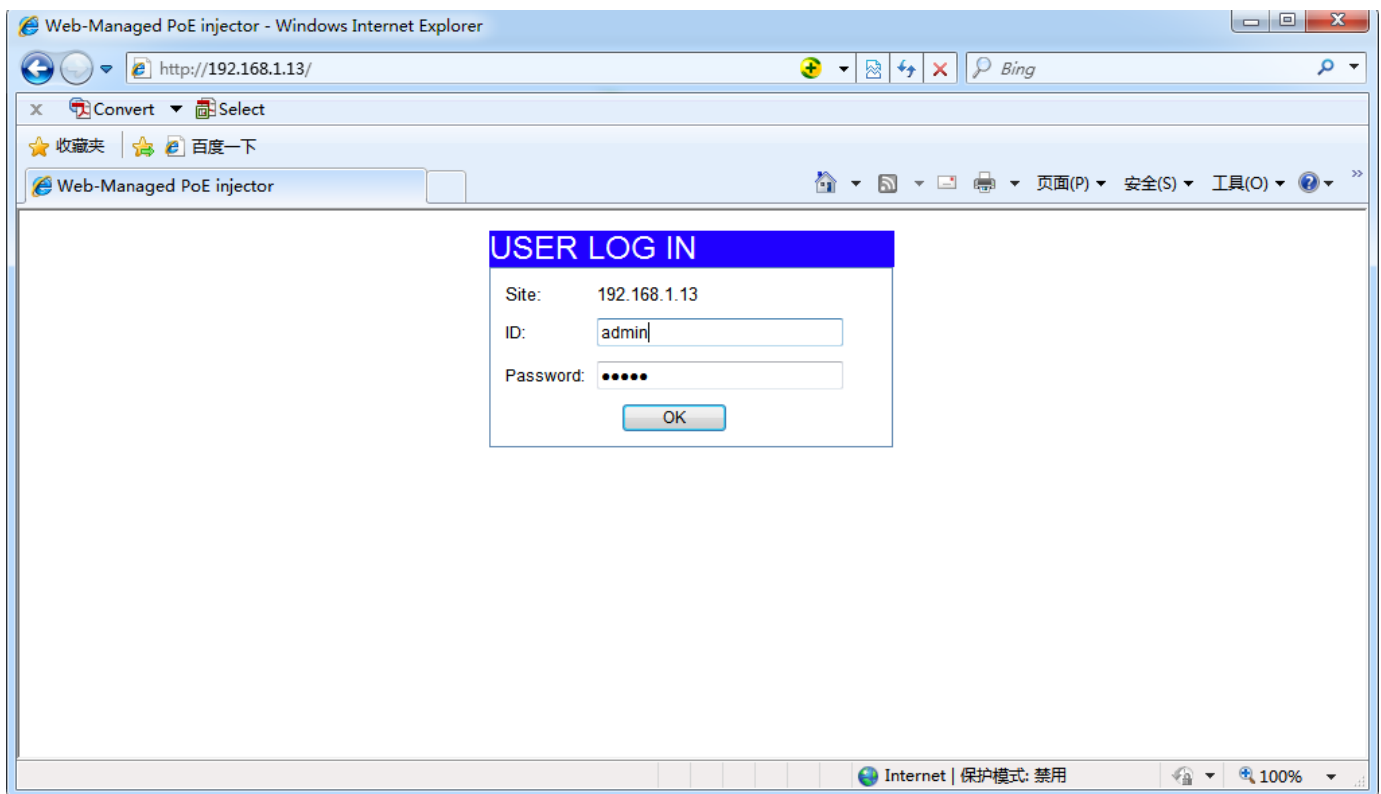 Web-Managed PoE injector - Windows Internet Explorer
http://192.168.1.13/
Bing
x Convert Select
收藏夹 百度一下
Web-Managed PoE injector
页面(P) 安全(S) 工具(O)
USER LOG IN
Site: 192.168.1.13
ID: admin
Password: •••••
OK
Internet | 保护模式: 禁用
100%